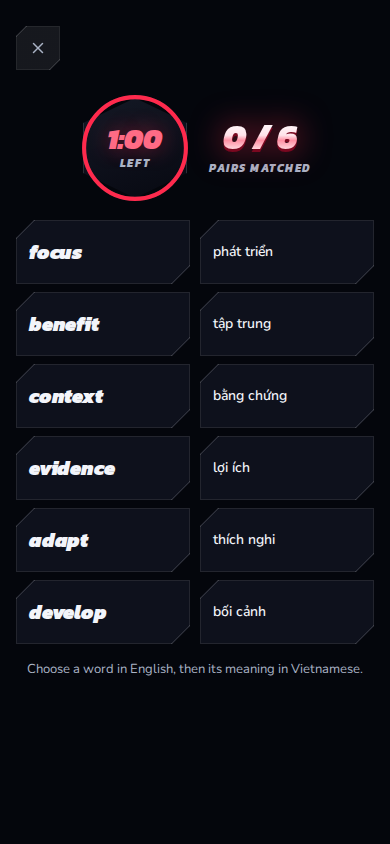 1:00
LEFT
0 / 6
PAIRS MATCHED
focus
phát triển
benefit
tập trung
context
bằng chứng
evidence
lợi ích
adapt
thích nghi
develop
bối cảnh
Choose a word in English, then its meaning in Vietnamese.